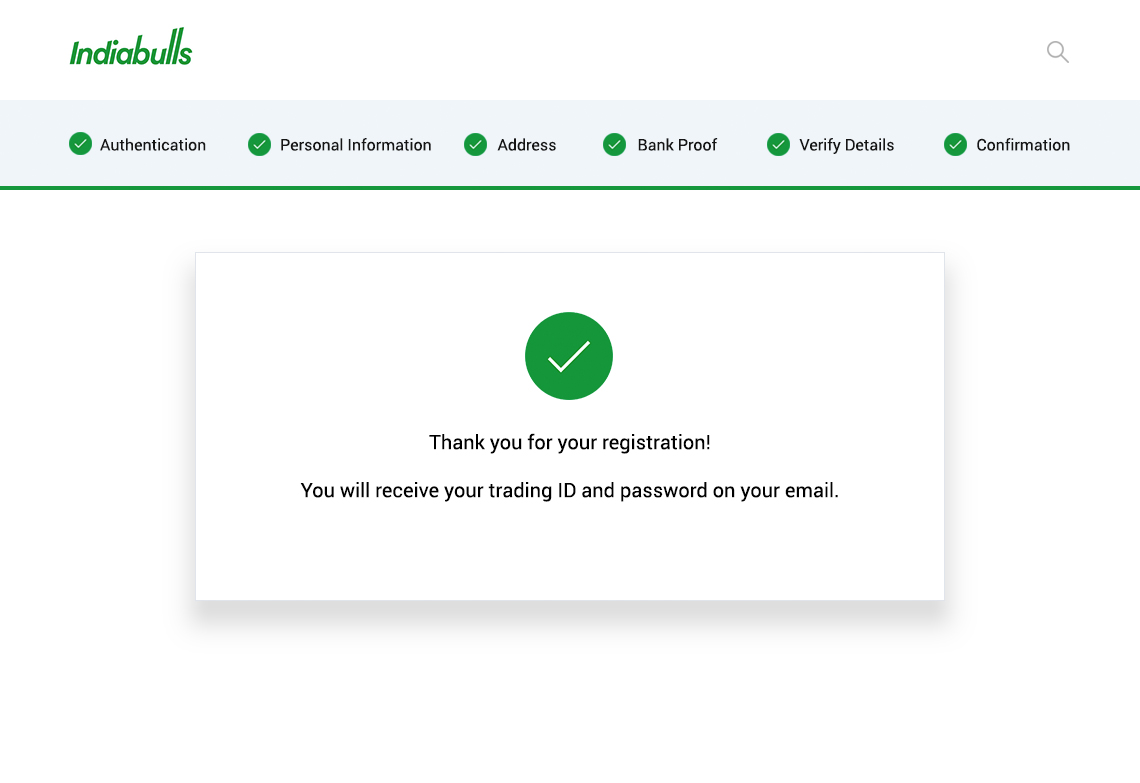 Indiabulls
Authentication Personal Information Address Bank Proof Verify Details Confirmation
Thank you for your registration!
You will receive your trading ID and password on your email.